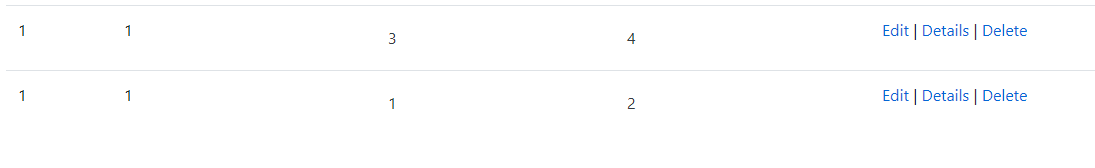 1 1 3 4 Edit | Details | Delete
1 1 1 2 Edit | Details | Delete